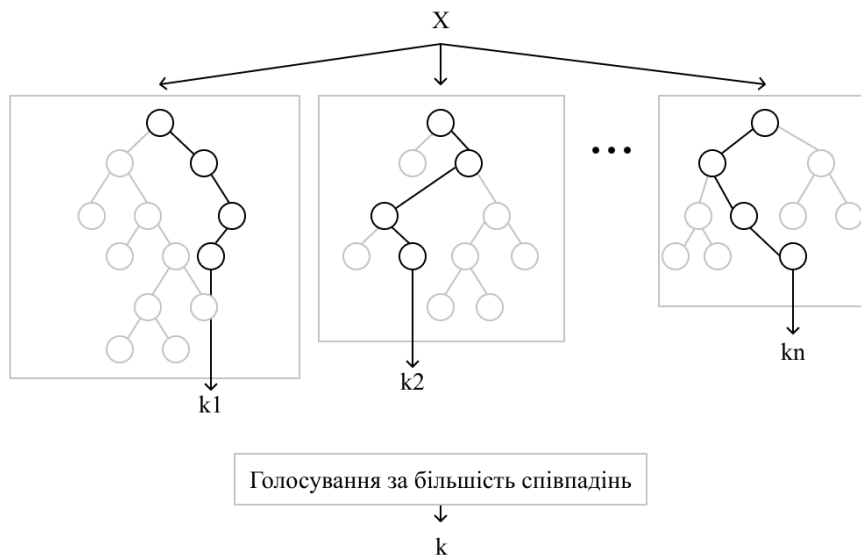 X
k1
k2
kn
Голосування за більшість співпадінь
k